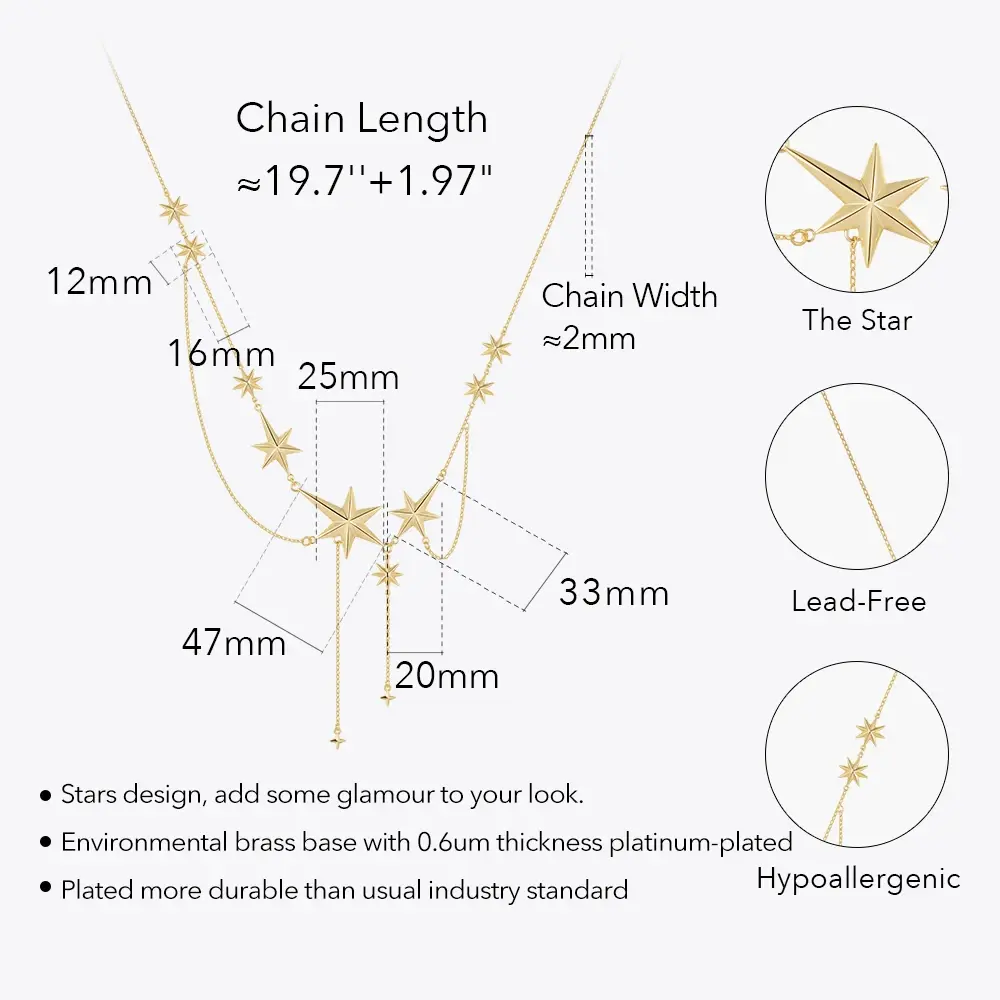 Chain Length
≈19.7''+1.97"
12mm
16mm
25mm
Chain Width
≈2mm
The Star
33mm
Lead-Free
47mm
20mm
• Stars design, add some glamour to your look.
• Environmental brass base with 0.6um thickness platinum-plated
• Plated more durable than usual industry standard
Hypoallergenic